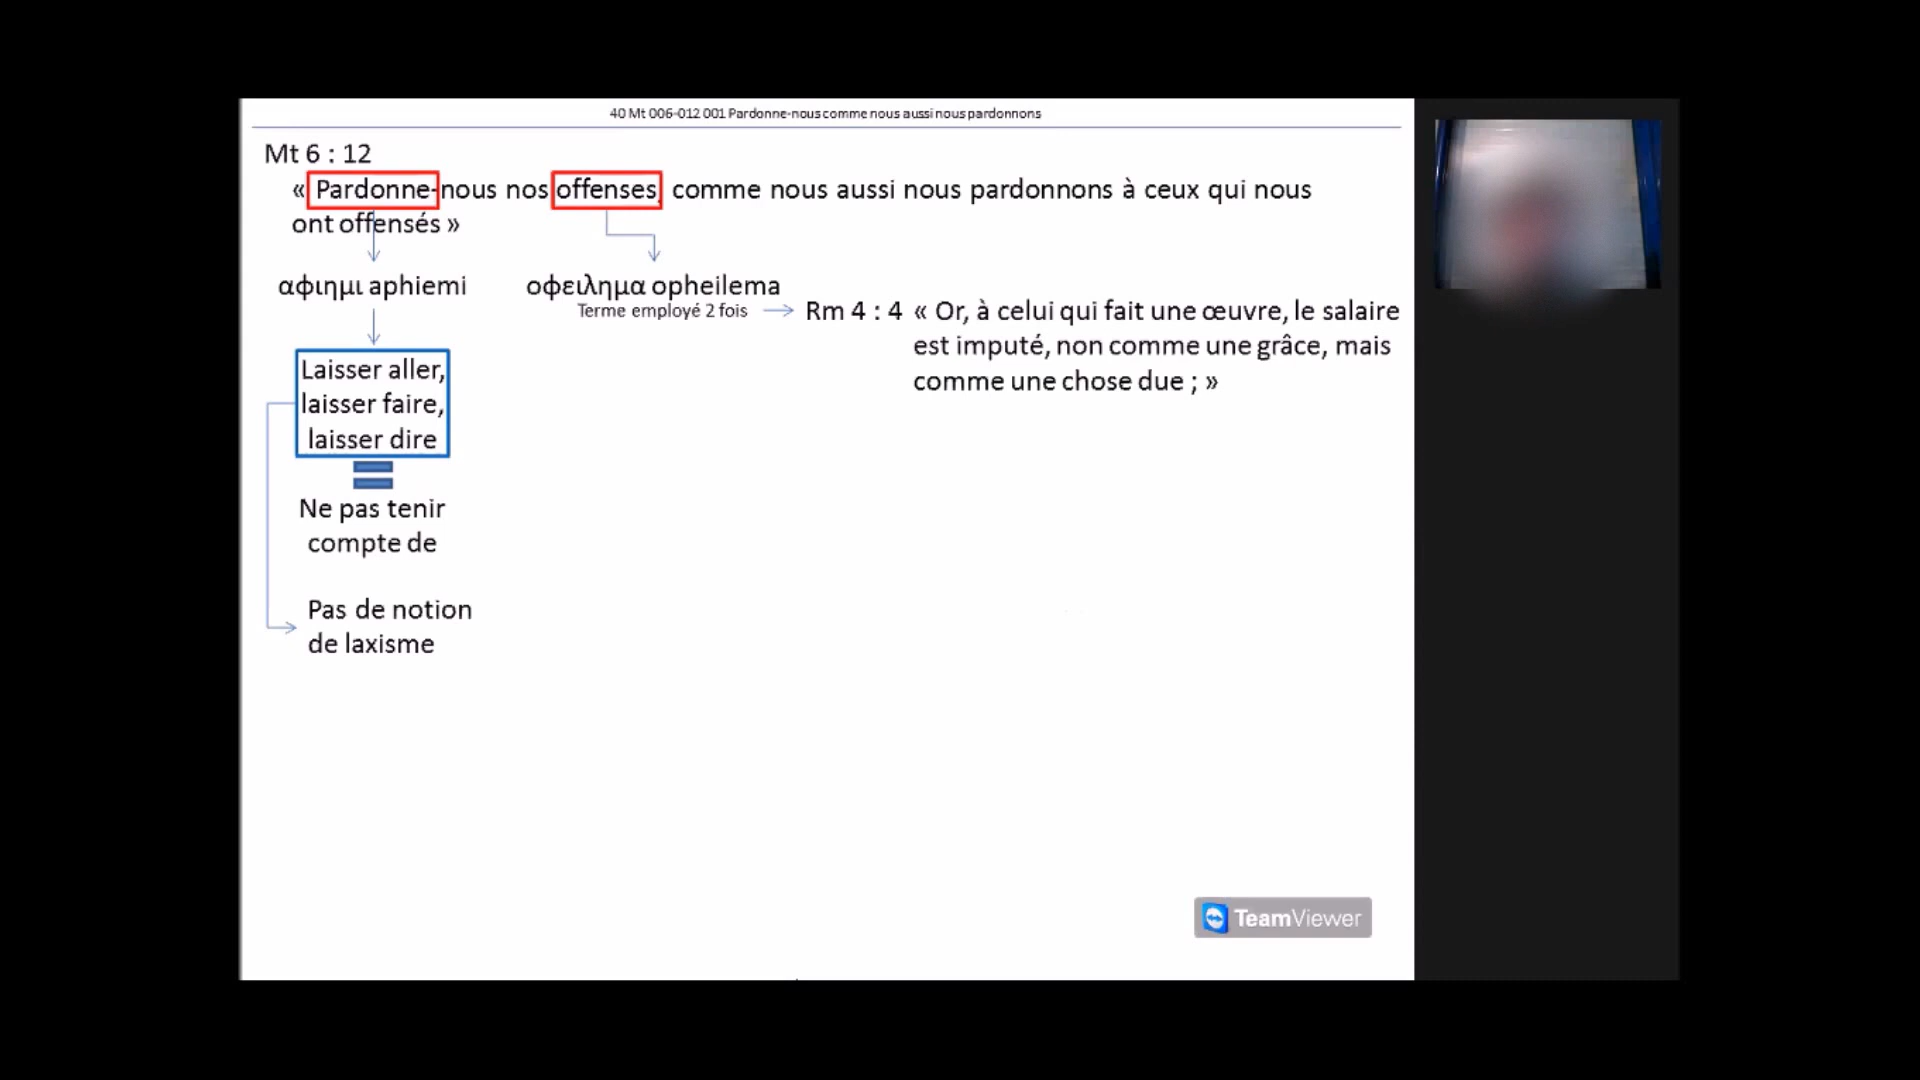 40 Mt 006-012 001 Pardonne-nous comme nous aussi nous pardonnons
Mt 6 : 12
« Pardonne-nous nos offenses, comme nous aussi nous pardonnons à ceux qui nous
ont offensés »
αφιημι aphiemi
οφειλημα opheilema
Terme employé 2 fois
Rm 4 : 4 « Or, à celui qui fait une œuvre, le salaire
est imputé, non comme une grâce, mais
comme une chose due ; »
Laisser aller,
laisser faire,
laisser dire
Ne pas tenir
compte de
Pas de notion
de laxisme
TeamViewer